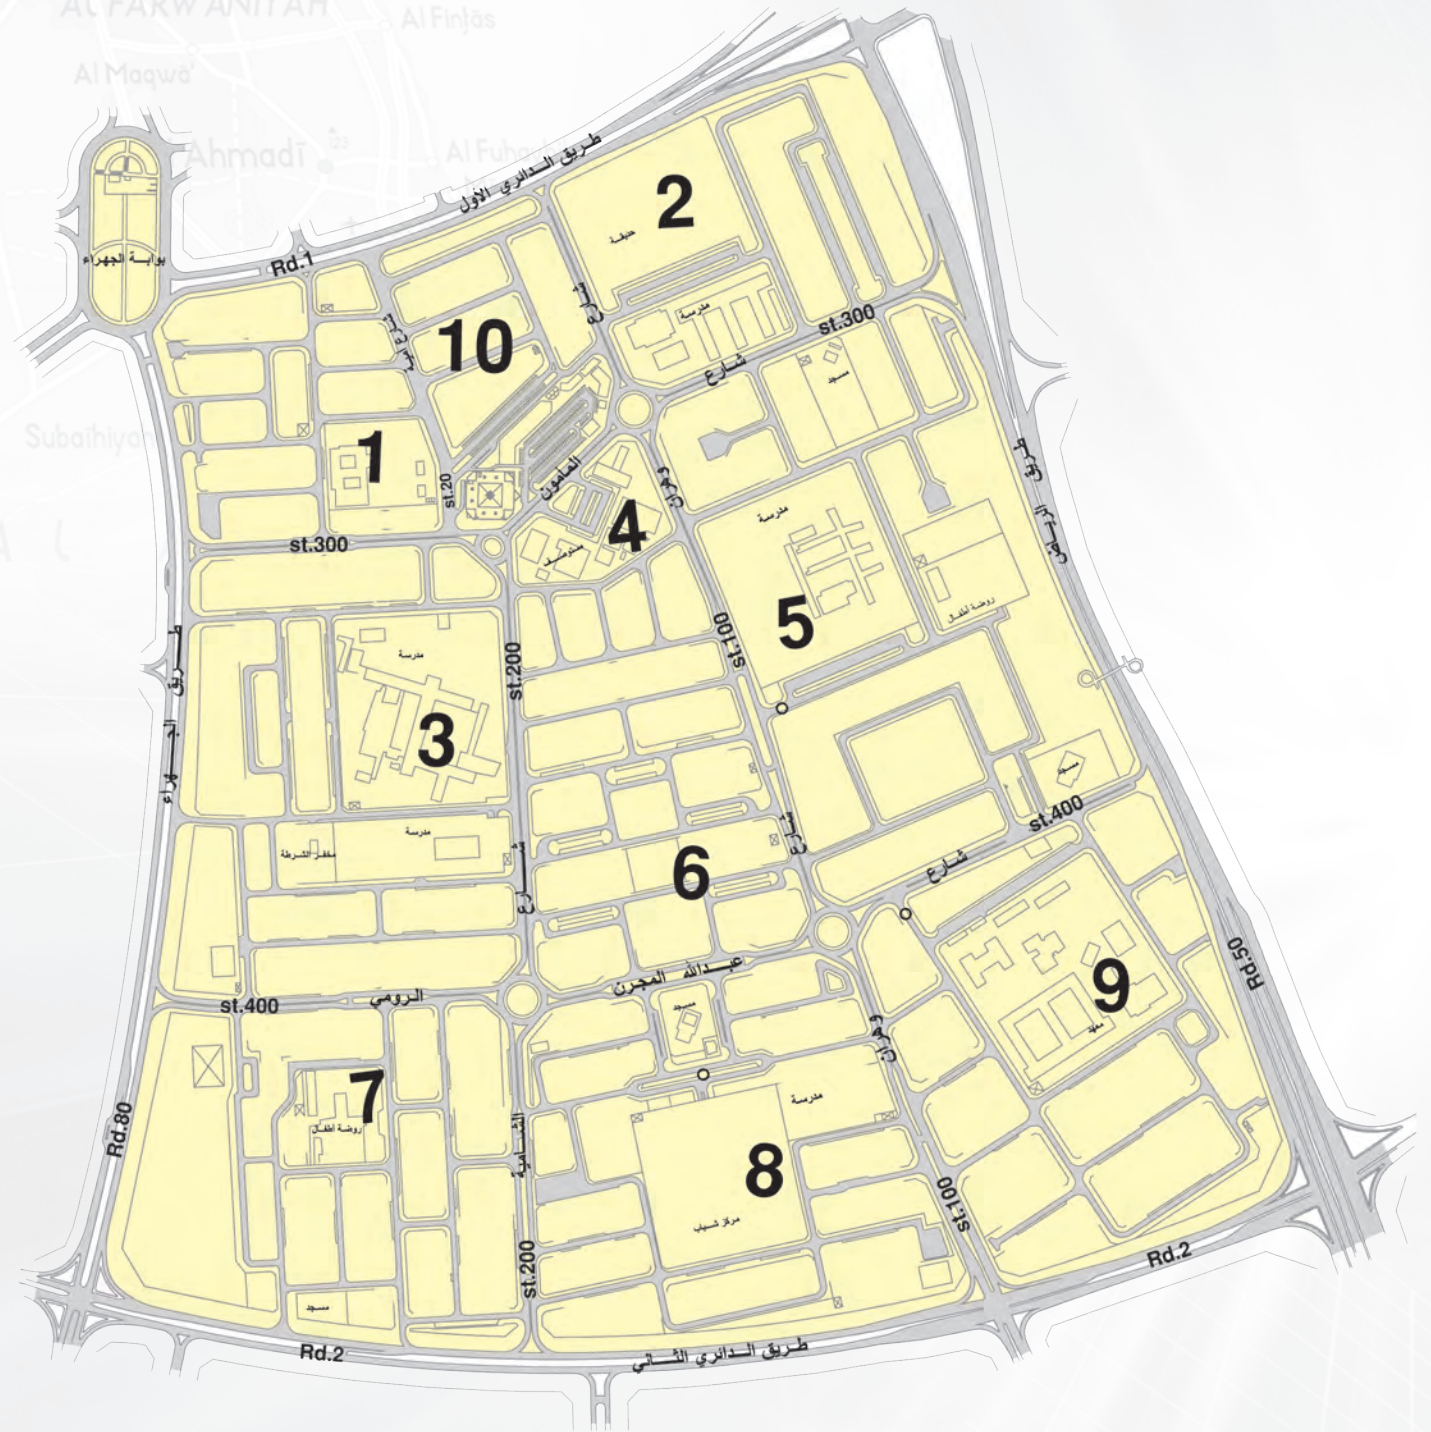 AL FARWANIYAH
Al Finţās
Al Maqwa'
Ahmadī
123
طريق الدائري الأول
2
حديقة
بوابة الجهراء
Rd.1
شارع
مدرسة
st.300
10
شارع
مسجد
1
st.20
المأمون
وهران
طريق
4
مدرسة
الرياض
st.300
مستوصف
5
روضة أطفال
st.100
طريق
مدرسة
st.200
3
الجهراء
مسجد
st.400
مدرسة
مخفر الشرطة
شارع
شارع
شارع
6
عبدالله المجرن
الرومي
st.400
مسجد
9
معهد
Rd.50
وهران
7
روضة أطفال
Rd.80
الشامية
مدرسة
8
مركز شباب
st.100
st.200
Rd.2
مسجد
Rd.2
طريق الدائري الثاني